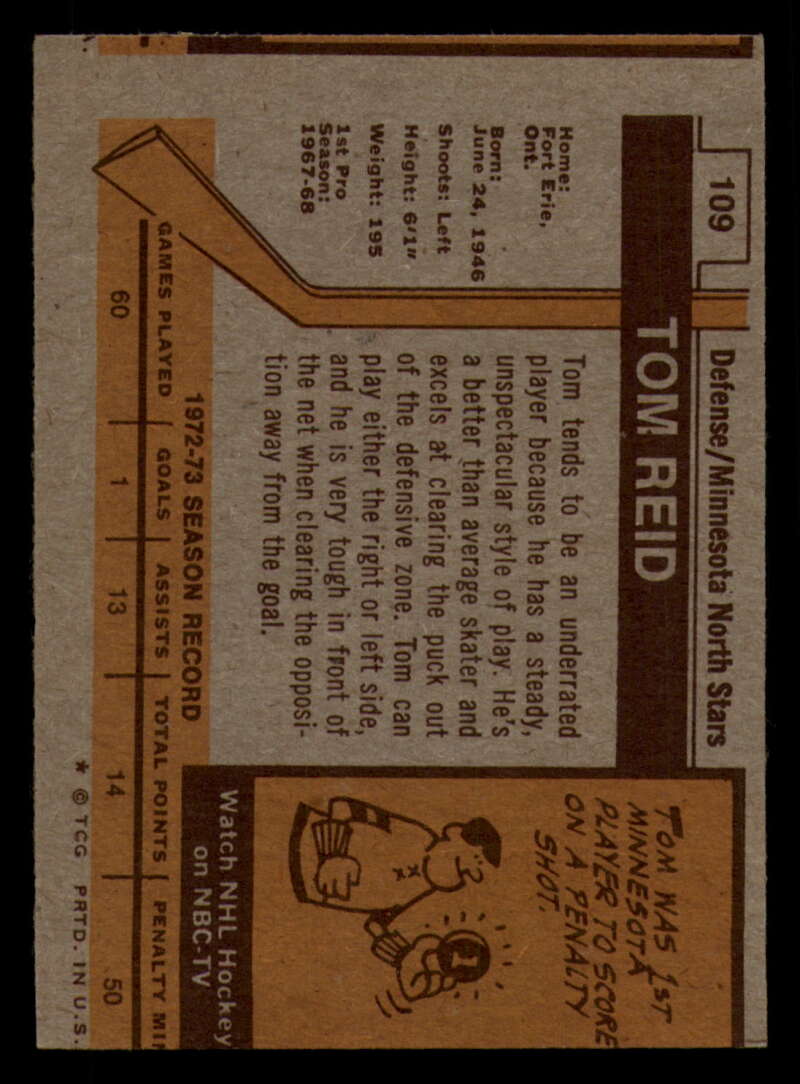 109
Defense/Minnesota North Stars
TOM REID
Home:
Fort Erie,
Ont.
Born:
June 24, 1946
Shoots: Left
Height: 6'1"
Weight: 195
1st Pro
Season:
1967-68
Tom tends to be an underrated
player because he has a steady,
unspectacular style of play. He's
a better than average skater and
excels at clearing the puck out
of the defensive zone. Tom can
play either the right or left side,
and he is very tough in front of
the net when clearing the opposi-
tion away from the goal.
TOM WAS 1ST
MINNESOTA
PLAYER TO SCORE
ON A PENALTY
SHOT.
1
Watch NHL Hockey
on NBC-TV
1972-73 SEASON RECORD
GAMES PLAYED GOALS ASSISTS TOTAL POINTS PENALTY MI
60 1 13 14 50
* © TCG PRTD. IN U.S.